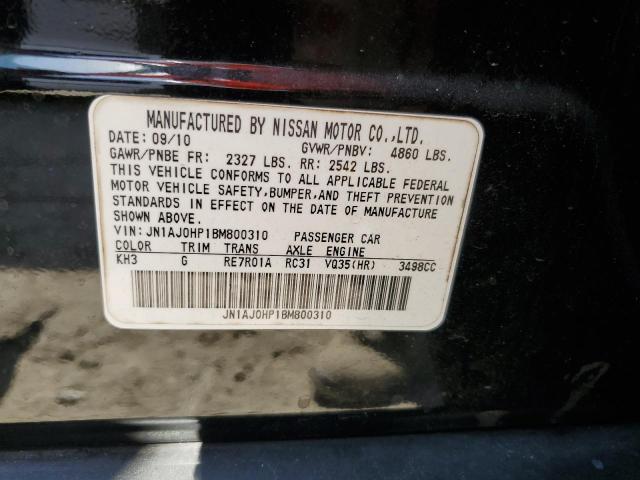 MANUFACTURED BY NISSAN MOTOR CO.,LTD.
DATE: 09/10 GVWR/PNBV: 4860 LBS.
GAWR/PNBE FR: 2327 LBS. RR: 2542 LBS.
THIS VEHICLE CONFORMS TO ALL APPLICABLE FEDERAL
MOTOR VEHICLE SAFETY,BUMPER,AND THEFT PREVENTION
STANDARDS IN EFFECT ON THE DATE OF MANUFACTURE
SHOWN ABOVE.
VIN: JN1AJ0HP1BM800310 PASSENGER CAR
COLOR TRIM TRANS AXLE ENGINE
KH3 G RE7R01A RC31 VQ35(HR) 3498CC
JN1AJ0HP1BM800310